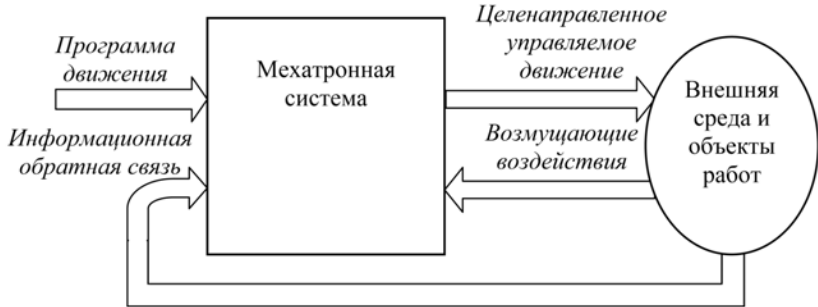 Программа
движения
Информационная
обратная связь
Мехатронная
система
Целенаправленное
управляемое
движение
Возмущающие
воздействия
Внешняя
среда и
объекты
работ